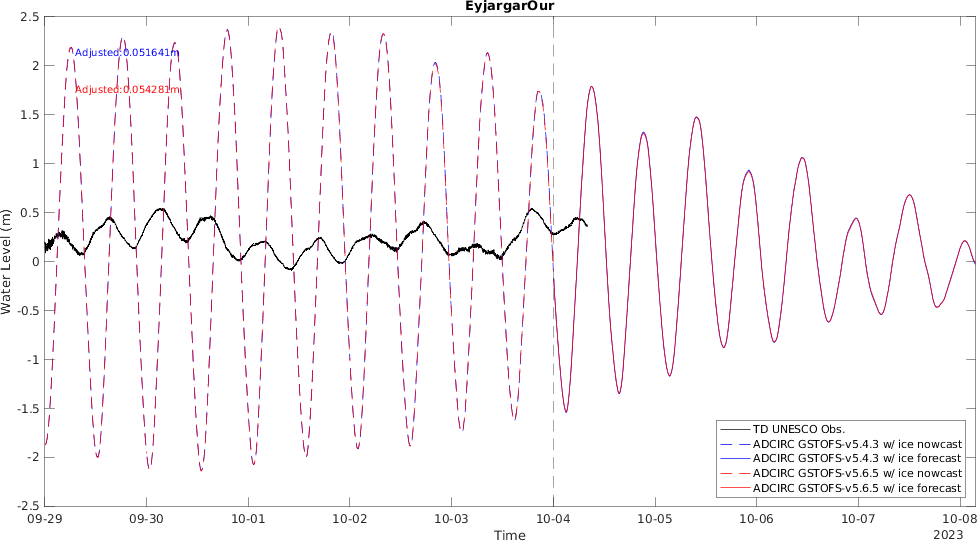 EyjargarOur
2.5
2
1.5
1
0.5
0
-0.5
-1
-1.5
-2
-2.5
Water Level (m)
Adjusted:0.051641m
Adjusted:0.054281m
TD UNESCO Obs.
ADCIRC GSTOFS-v5.4.3 w/ ice nowcast
ADCIRC GSTOFS-v5.4.3 w/ ice forecast
ADCIRC GSTOFS-v5.6.5 w/ ice nowcast
ADCIRC GSTOFS-v5.6.5 w/ ice forecast
09-29 09-30 10-01 10-02 10-03 10-04 10-05 10-06 10-07 10-08
Time
2023